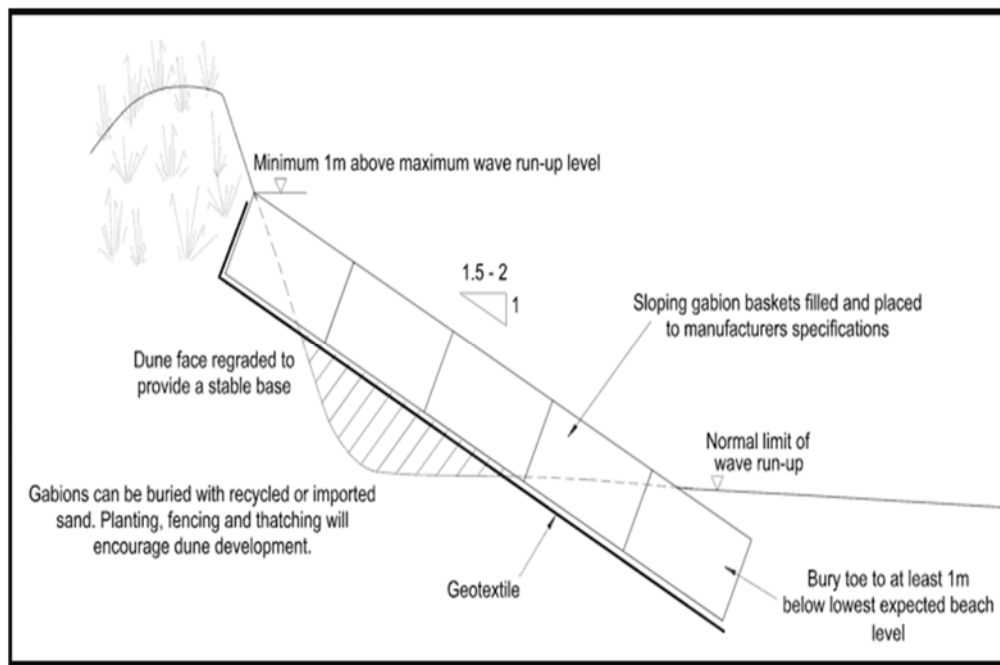 Minimum 1m above maximum wave run-up level
1.5 - 2
1
Sloping gabion baskets filled and placed
to manufacturers specifications
Dune face regraded to
provide a stable base
Normal limit of
wave run-up
Gabions can be buried with recycled or imported
sand. Planting, fencing and thatching will
encourage dune development.
Geotextile
Bury toe to at least 1m
below lowest expected beach
level